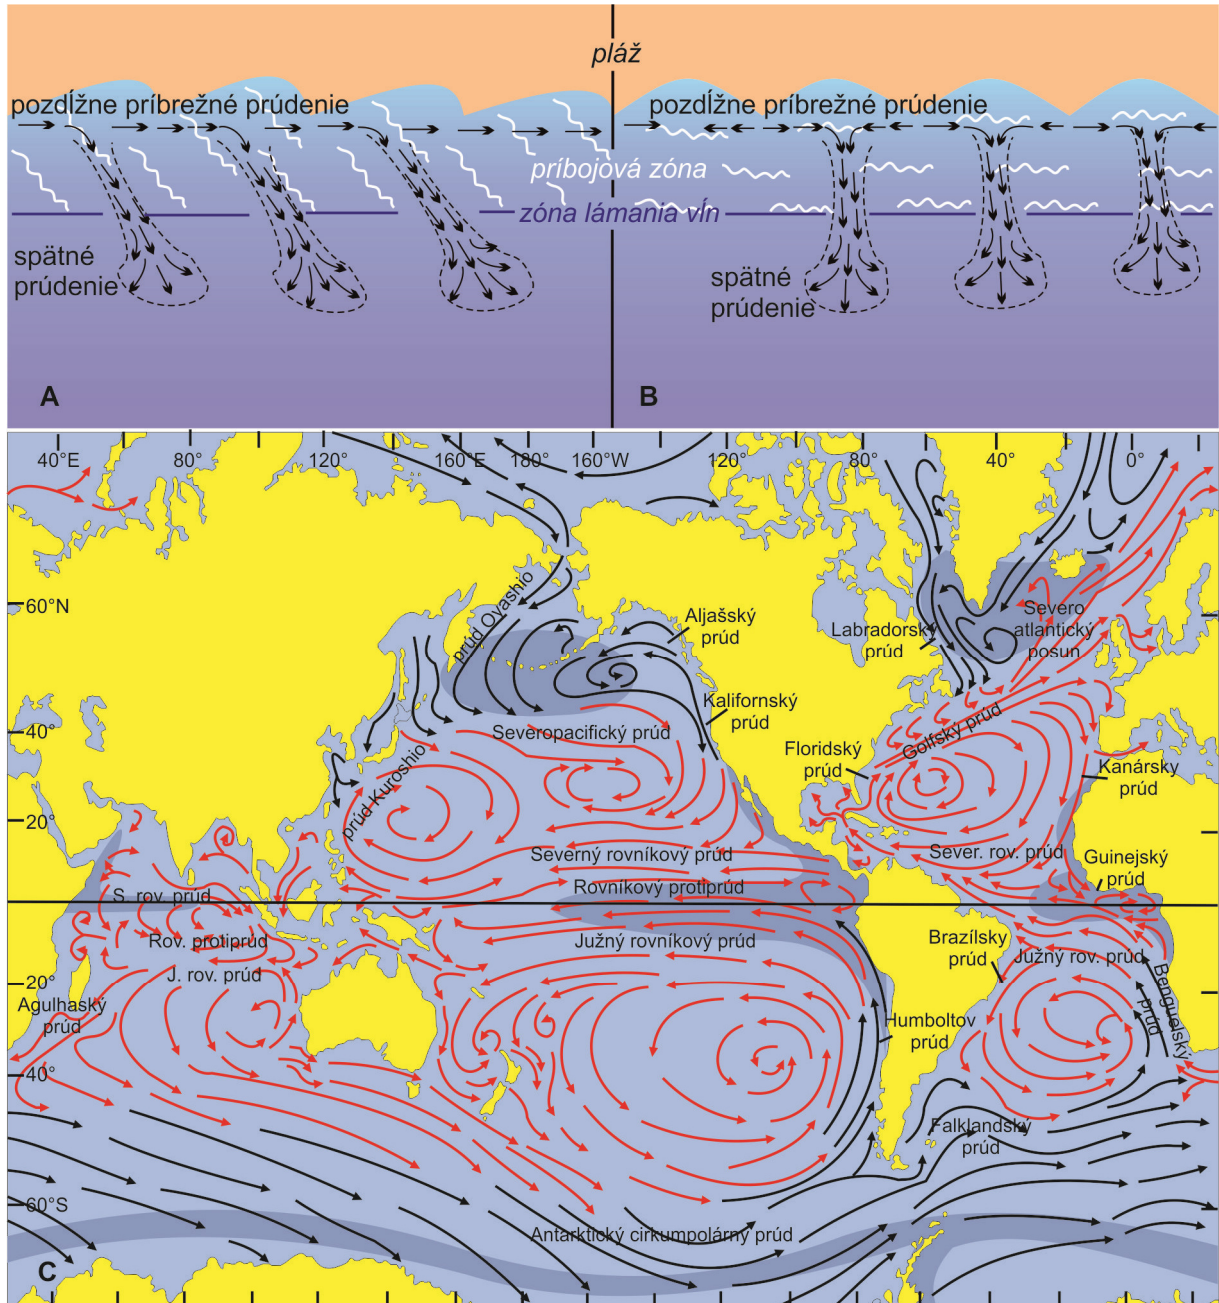 pláž
pozdĺžne príbrežné prúdenie
pozdĺžne príbrežné prúdenie
príbojová zóna
zóna lámania vĺn
spätné
prúdenie
spätné
prúdenie
A
B
40°E
80°
120°
160°E
180°
160°W
120°
80°
40°
0°
60°N
40°
20°
20°
40°
60°S
prúd Oyashio
Aljašský
prúd
Labradorský
prúd
Severo
atlantický
posun
Kalifornský
prúd
Severopacifický prúd
Floridský
prúd
Golfský prúd
Kanársky
prúd
prúd Kuroshio
Severný rovníkový prúd
Sever. rov. prúd
Guinejský
prúd
S. rov. prúd
Rovníkový protiprúd
Rov. protiprúd
Južný rovníkový prúd
Brazílsky
prúd
Južný rov. prúd
J. rov. prúd
Agulhaský
prúd
Benguelský
prúd
Humboltov
prúd
Falklandský
prúd
Antarktický cirkumpolárny prúd
C